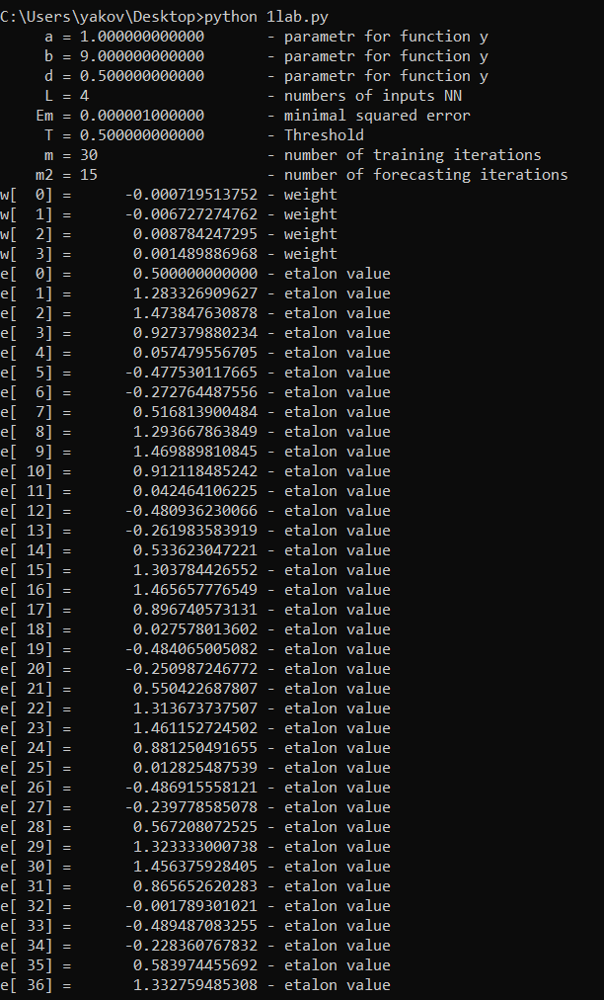 C:\Users\yakov\Desktop>python 1lab.py
     a = 1.000000000000       - parametr for function y
     b = 9.000000000000       - parametr for function y
     d = 0.500000000000       - parametr for function y
     L = 4                    - numbers of inputs NN
    Em = 0.000001000000       - minimal squared error
     T = 0.500000000000       - Threshold
     m = 30                   - number of training iterations
    m2 = 15                   - number of forecasting iterations
w[  0] =      -0.000719513752 - weight
w[  1] =      -0.006727274762 - weight
w[  2] =       0.008784247295 - weight
w[  3] =       0.001489886968 - weight
e[  0] =       0.500000000000 - etalon value
e[  1] =       1.283326909627 - etalon value
e[  2] =       1.473847630878 - etalon value
e[  3] =       0.927379880234 - etalon value
e[  4] =       0.057479556705 - etalon value
e[  5] =      -0.477530117665 - etalon value
e[  6] =      -0.272764487556 - etalon value
e[  7] =       0.516813900484 - etalon value
e[  8] =       1.293667863849 - etalon value
e[  9] =       1.469889810845 - etalon value
e[ 10] =       0.912118485242 - etalon value
e[ 11] =       0.042464106225 - etalon value
e[ 12] =      -0.480936230066 - etalon value
e[ 13] =      -0.261983583919 - etalon value
e[ 14] =       0.533623047221 - etalon value
e[ 15] =       1.303784426552 - etalon value
e[ 16] =       1.465657776549 - etalon value
e[ 17] =       0.896740573131 - etalon value
e[ 18] =       0.027578013602 - etalon value
e[ 19] =      -0.484065005082 - etalon value
e[ 20] =      -0.250987246772 - etalon value
e[ 21] =       0.550422687807 - etalon value
e[ 22] =       1.313673737507 - etalon value
e[ 23] =       1.461152724502 - etalon value
e[ 24] =       0.881250491655 - etalon value
e[ 25] =       0.012825487539 - etalon value
e[ 26] =      -0.486915558121 - etalon value
e[ 27] =      -0.239778585078 - etalon value
e[ 28] =       0.567208072525 - etalon value
e[ 29] =       1.323333000738 - etalon value
e[ 30] =       1.456375928405 - etalon value
e[ 31] =       0.865652620283 - etalon value
e[ 32] =      -0.001789301021 - etalon value
e[ 33] =      -0.489487083255 - etalon value
e[ 34] =      -0.228360767832 - etalon value
e[ 35] =       0.583974455692 - etalon value
e[ 36] =       1.332759485308 - etalon value